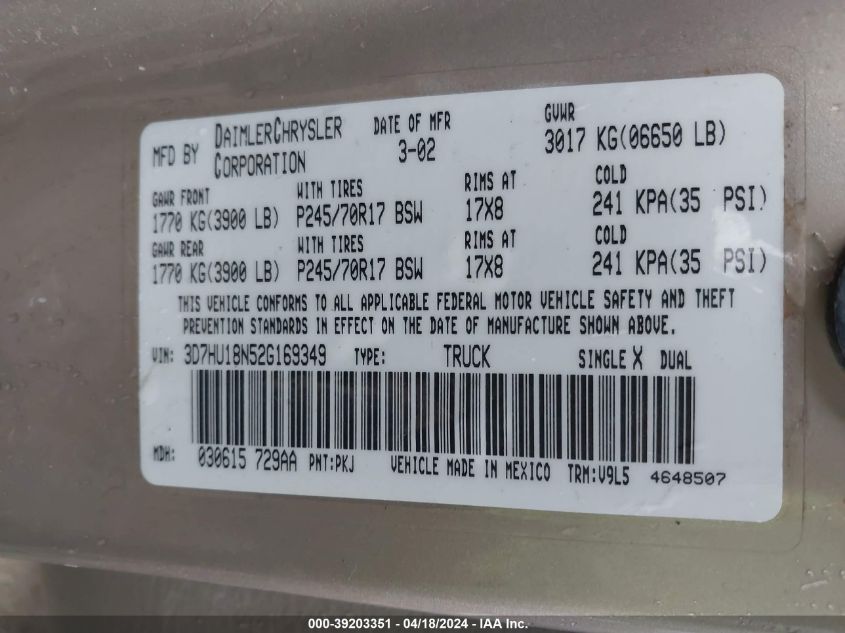 MFD BY DAIMLERCHRYSLER CORPORATION
DATE OF MFR 3-02
GVWR 3017 KG(06650 LB)
GAWR FRONT WITH TIRES RIMS AT COLD
1770 KG(3900 LB) P245/70R17 BSW 17X8 241 KPA(35 PSI)
GAWR REAR WITH TIRES RIMS AT COLD
1770 KG(3900 LB) P245/70R17 BSW 17X8 241 KPA(35 PSI)
THIS VEHICLE CONFORMS TO ALL APPLICABLE FEDERAL MOTOR VEHICLE SAFETY AND THEFT
PREVENTION STANDARDS IN EFFECT ON THE DATE OF MANUFACTURE SHOWN ABOVE.
VIN: 3D7HU18N52G169349 TYPE: TRUCK SINGLE X DUAL
MDH: 030615 729AA PNT:PKJ VEHICLE MADE IN MEXICO TRM:V9L5 4648507
000-39203351 - 04/18/2024 - IAA Inc.